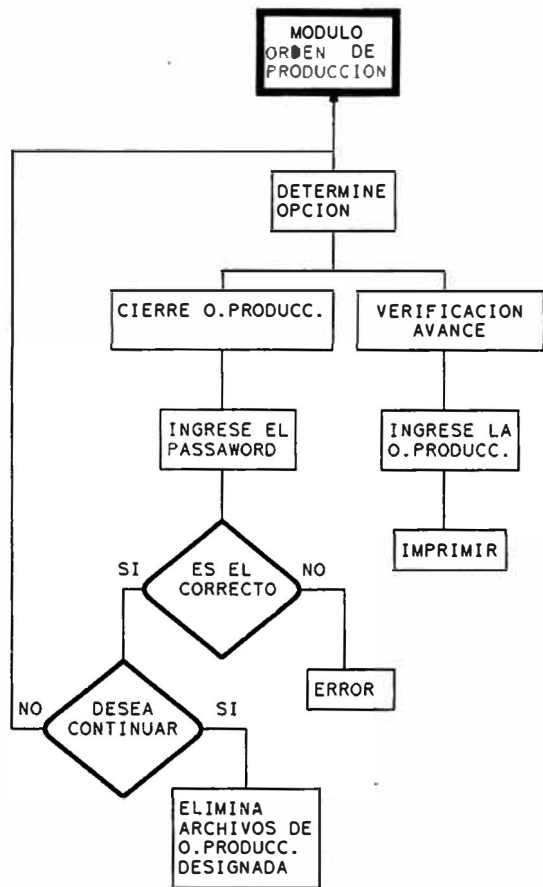 MODULO
ORDEN DE
PRODUCCION
DETERMINE
OPCION
CIERRE O.PRODUCC.
VERIFICACION
AVANCE
INGRESE EL
PASSAWORD
INGRESE LA
O.PRODUCC.
IMPRIMIR
SI
ES EL
CORRECTO
NO
ERROR
NO
DESEA
CONTINUAR
SI
ELIMINA
ARCHIVOS DE
O.PRODUCC.
DESIGNADA